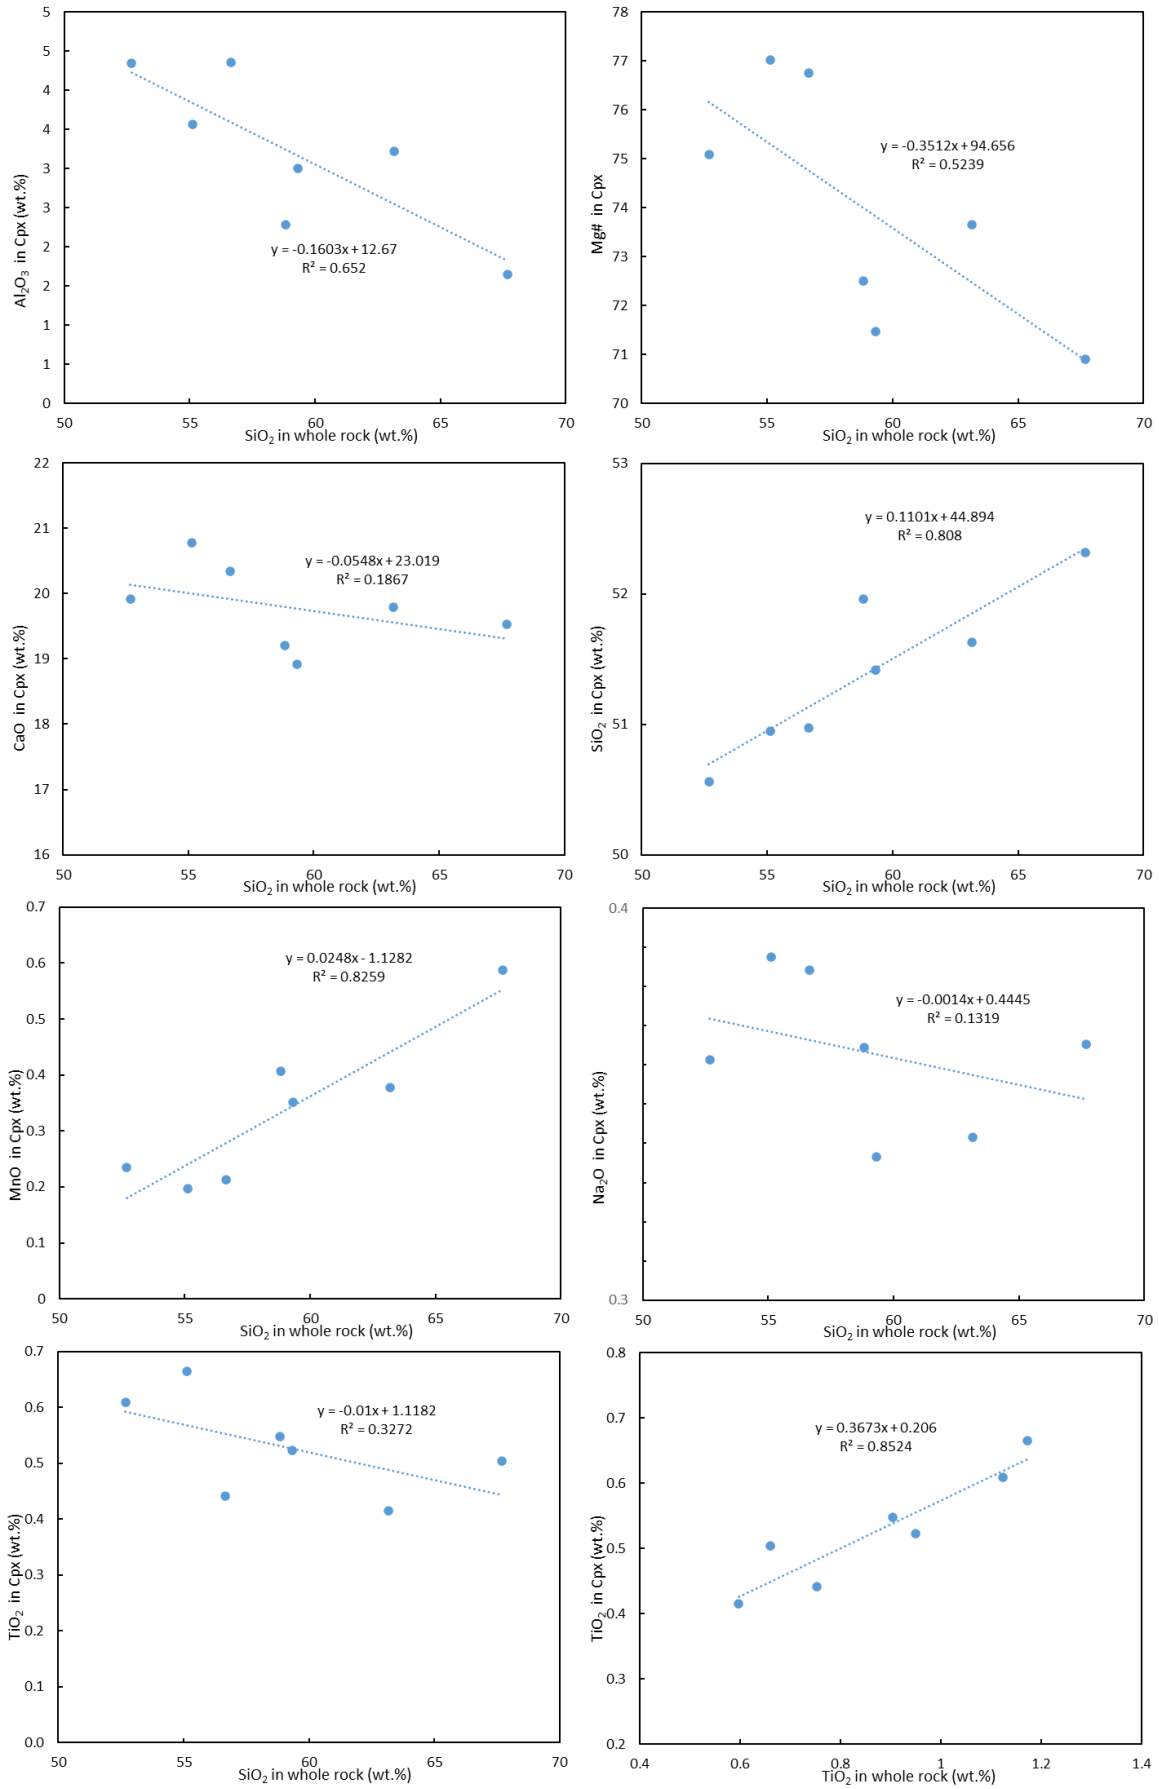 5
5
4
4
3
3
2
2
1
1
0
Al₂O₃ in Cpx (wt.%)
y = -0.1603x + 12.67
R² = 0.652
50 55 60 65 70
SiO₂ in whole rock (wt.%)
78
77
76
75
74
73
72
71
70
Mg# in Cpx
y = -0.3512x + 94.656
R² = 0.5239
50 55 60 65 70
SiO₂ in whole rock (wt.%)
22
21
20
19
18
17
16
CaO in Cpx (wt.%)
y = -0.0548x + 23.019
R² = 0.1867
50 55 60 65 70
SiO₂ in whole rock (wt.%)
53
52
51
50
SiO₂ in Cpx (wt.%)
y = 0.1101x + 44.894
R² = 0.808
50 55 60 65 70
SiO₂ in whole rock (wt.%)
0.7
0.6
0.5
0.4
0.3
0.2
0.1
0
MnO in Cpx (wt.%)
y = 0.0248x - 1.1282
R² = 0.8259
50 55 60 65 70
SiO₂ in whole rock (wt.%)
0.4
0.3
Na₂O in Cpx (wt.%)
y = -0.0014x + 0.4445
R² = 0.1319
50 55 60 65 70
SiO₂ in whole rock (wt.%)
0.7
0.6
0.5
0.4
0.3
0.2
0.1
0.0
TiO₂ in Cpx (wt.%)
y = -0.01x + 1.1182
R² = 0.3272
50 55 60 65 70
SiO₂ in whole rock (wt.%)
0.8
0.7
0.6
0.5
0.4
0.3
0.2
TiO₂ in Cpx (wt.%)
y = 0.3673x + 0.206
R² = 0.8524
0.4 0.6 0.8 1 1.2 1.4
TiO₂ in whole rock (wt.%)